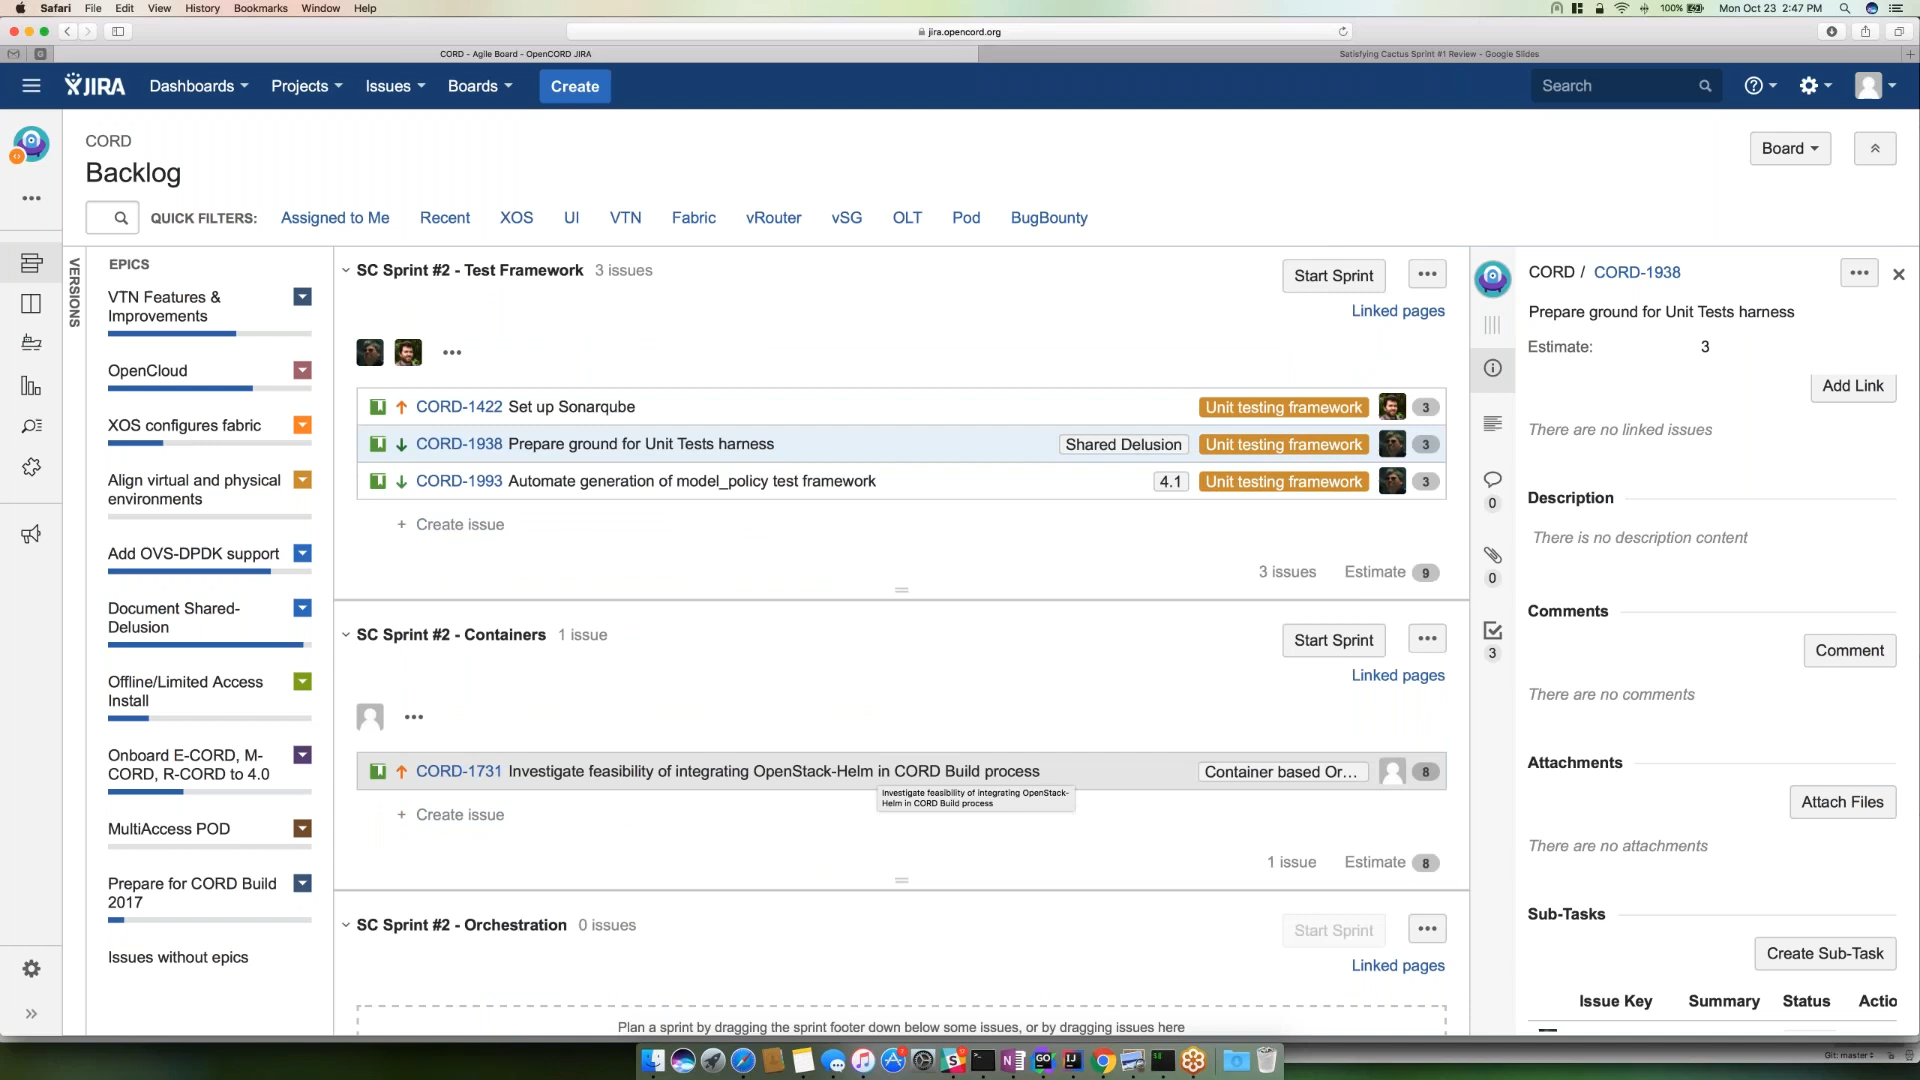 Safari File Edit View History Bookmarks Window Help
100% Mon Oct 23 2:47 PM
jira.opencord.org
CORD - Agile Board - OpenCORD JIRA
Satisfying Cactus Sprint #1 Review - Google Slides
JIRA Dashboards Projects Issues Boards Create Search
CORD
Backlog
Board
QUICK FILTERS: Assigned to Me Recent XOS UI VTN Fabric vRouter vSG OLT Pod BugBounty
VERSIONS
EPICS
VTN Features &
Improvements
OpenCloud
XOS configures fabric
Align virtual and physical
environments
Add OVS-DPDK support
Document Shared-
Delusion
Offline/Limited Access
Install
Onboard E-CORD, M-
CORD, R-CORD to 4.0
MultiAccess POD
Prepare for CORD Build
2017
Issues without epics
SC Sprint #2 - Test Framework 3 issues
Start Sprint
Linked pages
CORD-1422 Set up Sonarqube Unit testing framework 3
CORD-1938 Prepare ground for Unit Tests harness Shared Delusion Unit testing framework 3
CORD-1993 Automate generation of model_policy test framework 4.1 Unit testing framework 3
+ Create issue
3 issues Estimate 9
SC Sprint #2 - Containers 1 issue
Start Sprint
Linked pages
CORD-1731 Investigate feasibility of integrating OpenStack-Helm in CORD Build process Container based Or... 8
Investigate feasibility of integrating OpenStack-
Helm in CORD Build process
+ Create issue
1 issue Estimate 8
SC Sprint #2 - Orchestration 0 issues
Start Sprint
Linked pages
Plan a sprint by dragging the sprint footer down below some issues, or by dragging issues here
CORD / CORD-1938
Prepare ground for Unit Tests harness
Estimate: 3
Add Link
There are no linked issues
Description
There is no description content
0
Comments
Comment
There are no comments
0
3
Attachments
Attach Files
There are no attachments
Sub-Tasks
Create Sub-Task
Issue Key Summary Status Actio
Git: master